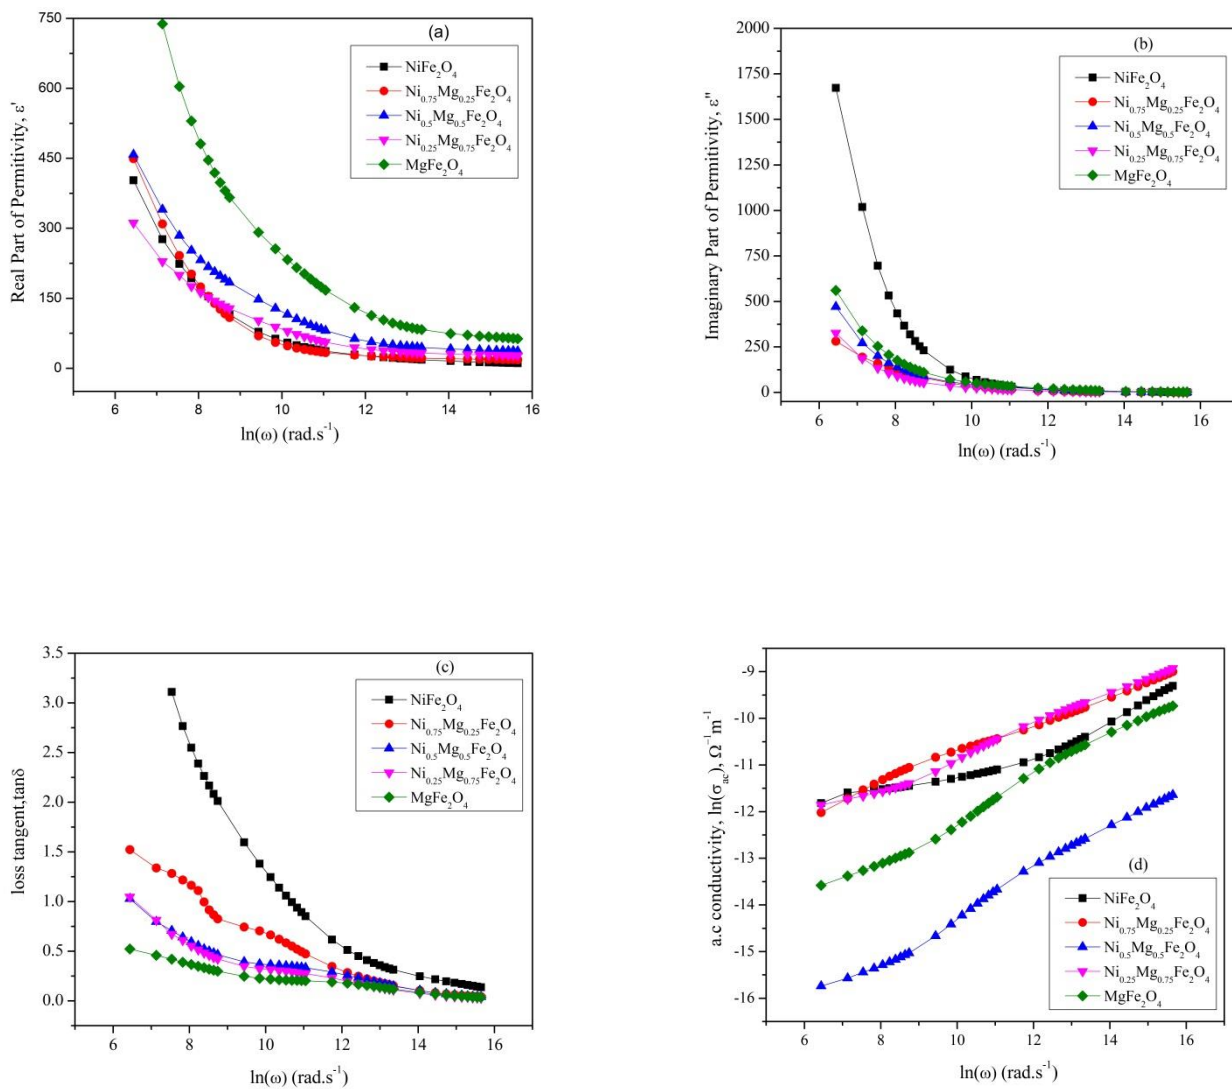 (a)
NiFe₂O₄
Ni₀.₇₅Mg₀.₂₅Fe₂O₄
Ni₀.₅Mg₀.₅Fe₂O₄
Ni₀.₂₅Mg₀.₇₅Fe₂O₄
MgFe₂O₄
Real Part of Permitivity, ε'
750
600
450
300
150
0
6 8 10 12 14 16
ln(ω) (rad.s⁻¹)
(b)
NiFe₂O₄
Ni₀.₇₅Mg₀.₂₅Fe₂O₄
Ni₀.₅Mg₀.₅Fe₂O₄
Ni₀.₂₅Mg₀.₇₅Fe₂O₄
MgFe₂O₄
Imaginary Part of Permitivity, ε"
2000
1750
1500
1250
1000
750
500
250
0
6 8 10 12 14 16
ln(ω) (rad.s⁻¹)
(c)
NiFe₂O₄
Ni₀.₇₅Mg₀.₂₅Fe₂O₄
Ni₀.₅Mg₀.₅Fe₂O₄
Ni₀.₂₅Mg₀.₇₅Fe₂O₄
MgFe₂O₄
loss tangent,tanδ
3.5
3.0
2.5
2.0
1.5
1.0
0.5
0.0
6 8 10 12 14 16
ln(ω) (rad.s⁻¹)
a.c conductivity, ln(σ_ac), Ω⁻¹m⁻¹
-9
-10
-11
-12
-13
-14
-15
-16
(d)
NiFe₂O₄
Ni₀.₇₅Mg₀.₂₅Fe₂O₄
Ni₀.₅Mg₀.₅Fe₂O₄
Ni₀.₂₅Mg₀.₇₅Fe₂O₄
MgFe₂O₄
6 8 10 12 14 16
ln(ω) (rad.s⁻¹)